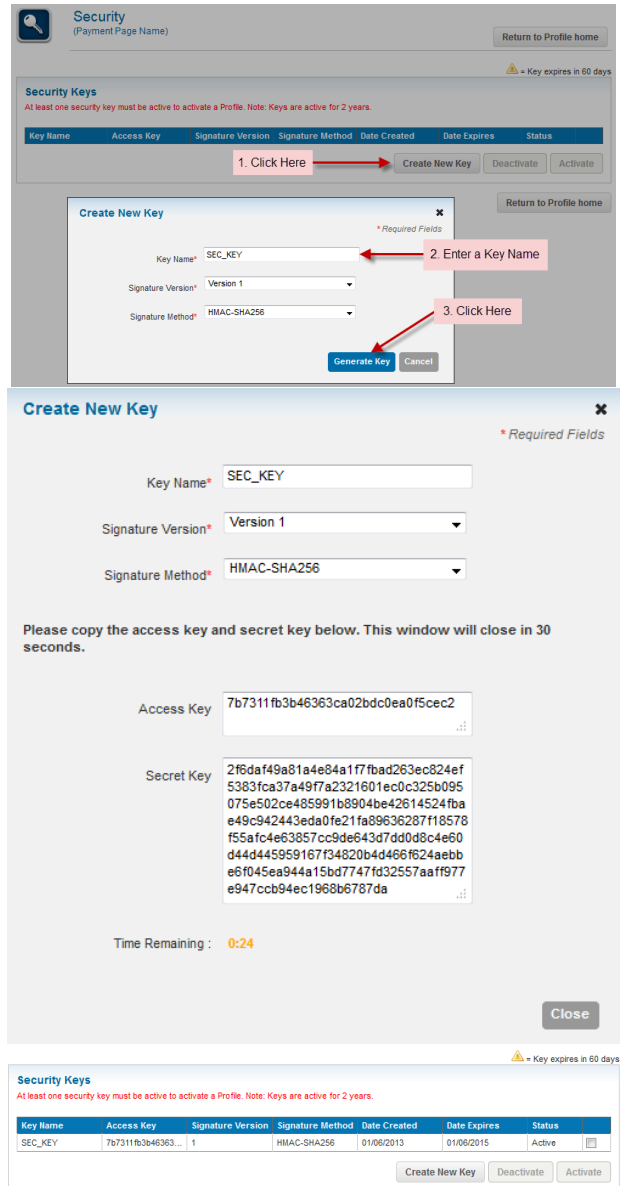 Security
(Payment Page Name)
Return to Profile home
= Key expires in 60 days
Security Keys
At least one security key must be active to activate a Profile. Note: Keys are active for 2 years.
Key Name Access Key Signature Version Signature Method Date Created Date Expires Status
1. Click Here
Create New Key Deactivate Activate
Return to Profile home
Create New Key
* Required Fields
Key Name* SEC_KEY
2. Enter a Key Name
Signature Version* Version 1
Signature Method* HMAC-SHA256
3. Click Here
Generate Key Cancel
Create New Key
* Required Fields
Key Name* SEC_KEY
Signature Version* Version 1
Signature Method* HMAC-SHA256
Please copy the access key and secret key below. This window will close in 30
seconds.
Access Key 7b7311fb3b46363ca02bdc0ea0f5cec2
Secret Key 2f6daf49a81a4e84a1f7fbad263ec824ef
5383fca37a49f7a2321601ec0c325b095
075e502ce485991b8904be42614524fba
e49c942443eda0fe21fa89636287f18578
f55afc4e63857cc9de643d7dd0d8c4e60
d44d445959167f34820b4d466f624aebb
e6f045ea944a15bd7747fd32557aaff977
e947ccb94ec1968b6787da
Time Remaining : 0:24
Close
= Key expires in 60 days
Security Keys
At least one security key must be active to activate a Profile. Note: Keys are active for 2 years.
Key Name Access Key Signature Version Signature Method Date Created Date Expires Status
SEC_KEY 7b7311fb3b46363... 1 HMAC-SHA256 01/06/2013 01/06/2015 Active
Create New Key Deactivate Activate